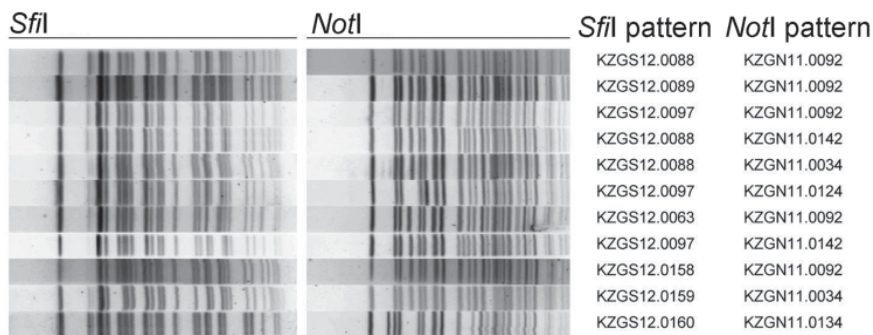 SfiI NotI SfiI pattern NotI pattern
KZGS12.0088 KZGN11.0092
KZGS12.0089 KZGN11.0092
KZGS12.0097 KZGN11.0092
KZGS12.0088 KZGN11.0142
KZGS12.0088 KZGN11.0034
KZGS12.0097 KZGN11.0124
KZGS12.0063 KZGN11.0092
KZGS12.0097 KZGN11.0142
KZGS12.0158 KZGN11.0092
KZGS12.0159 KZGN11.0034
KZGS12.0160 KZGN11.0134